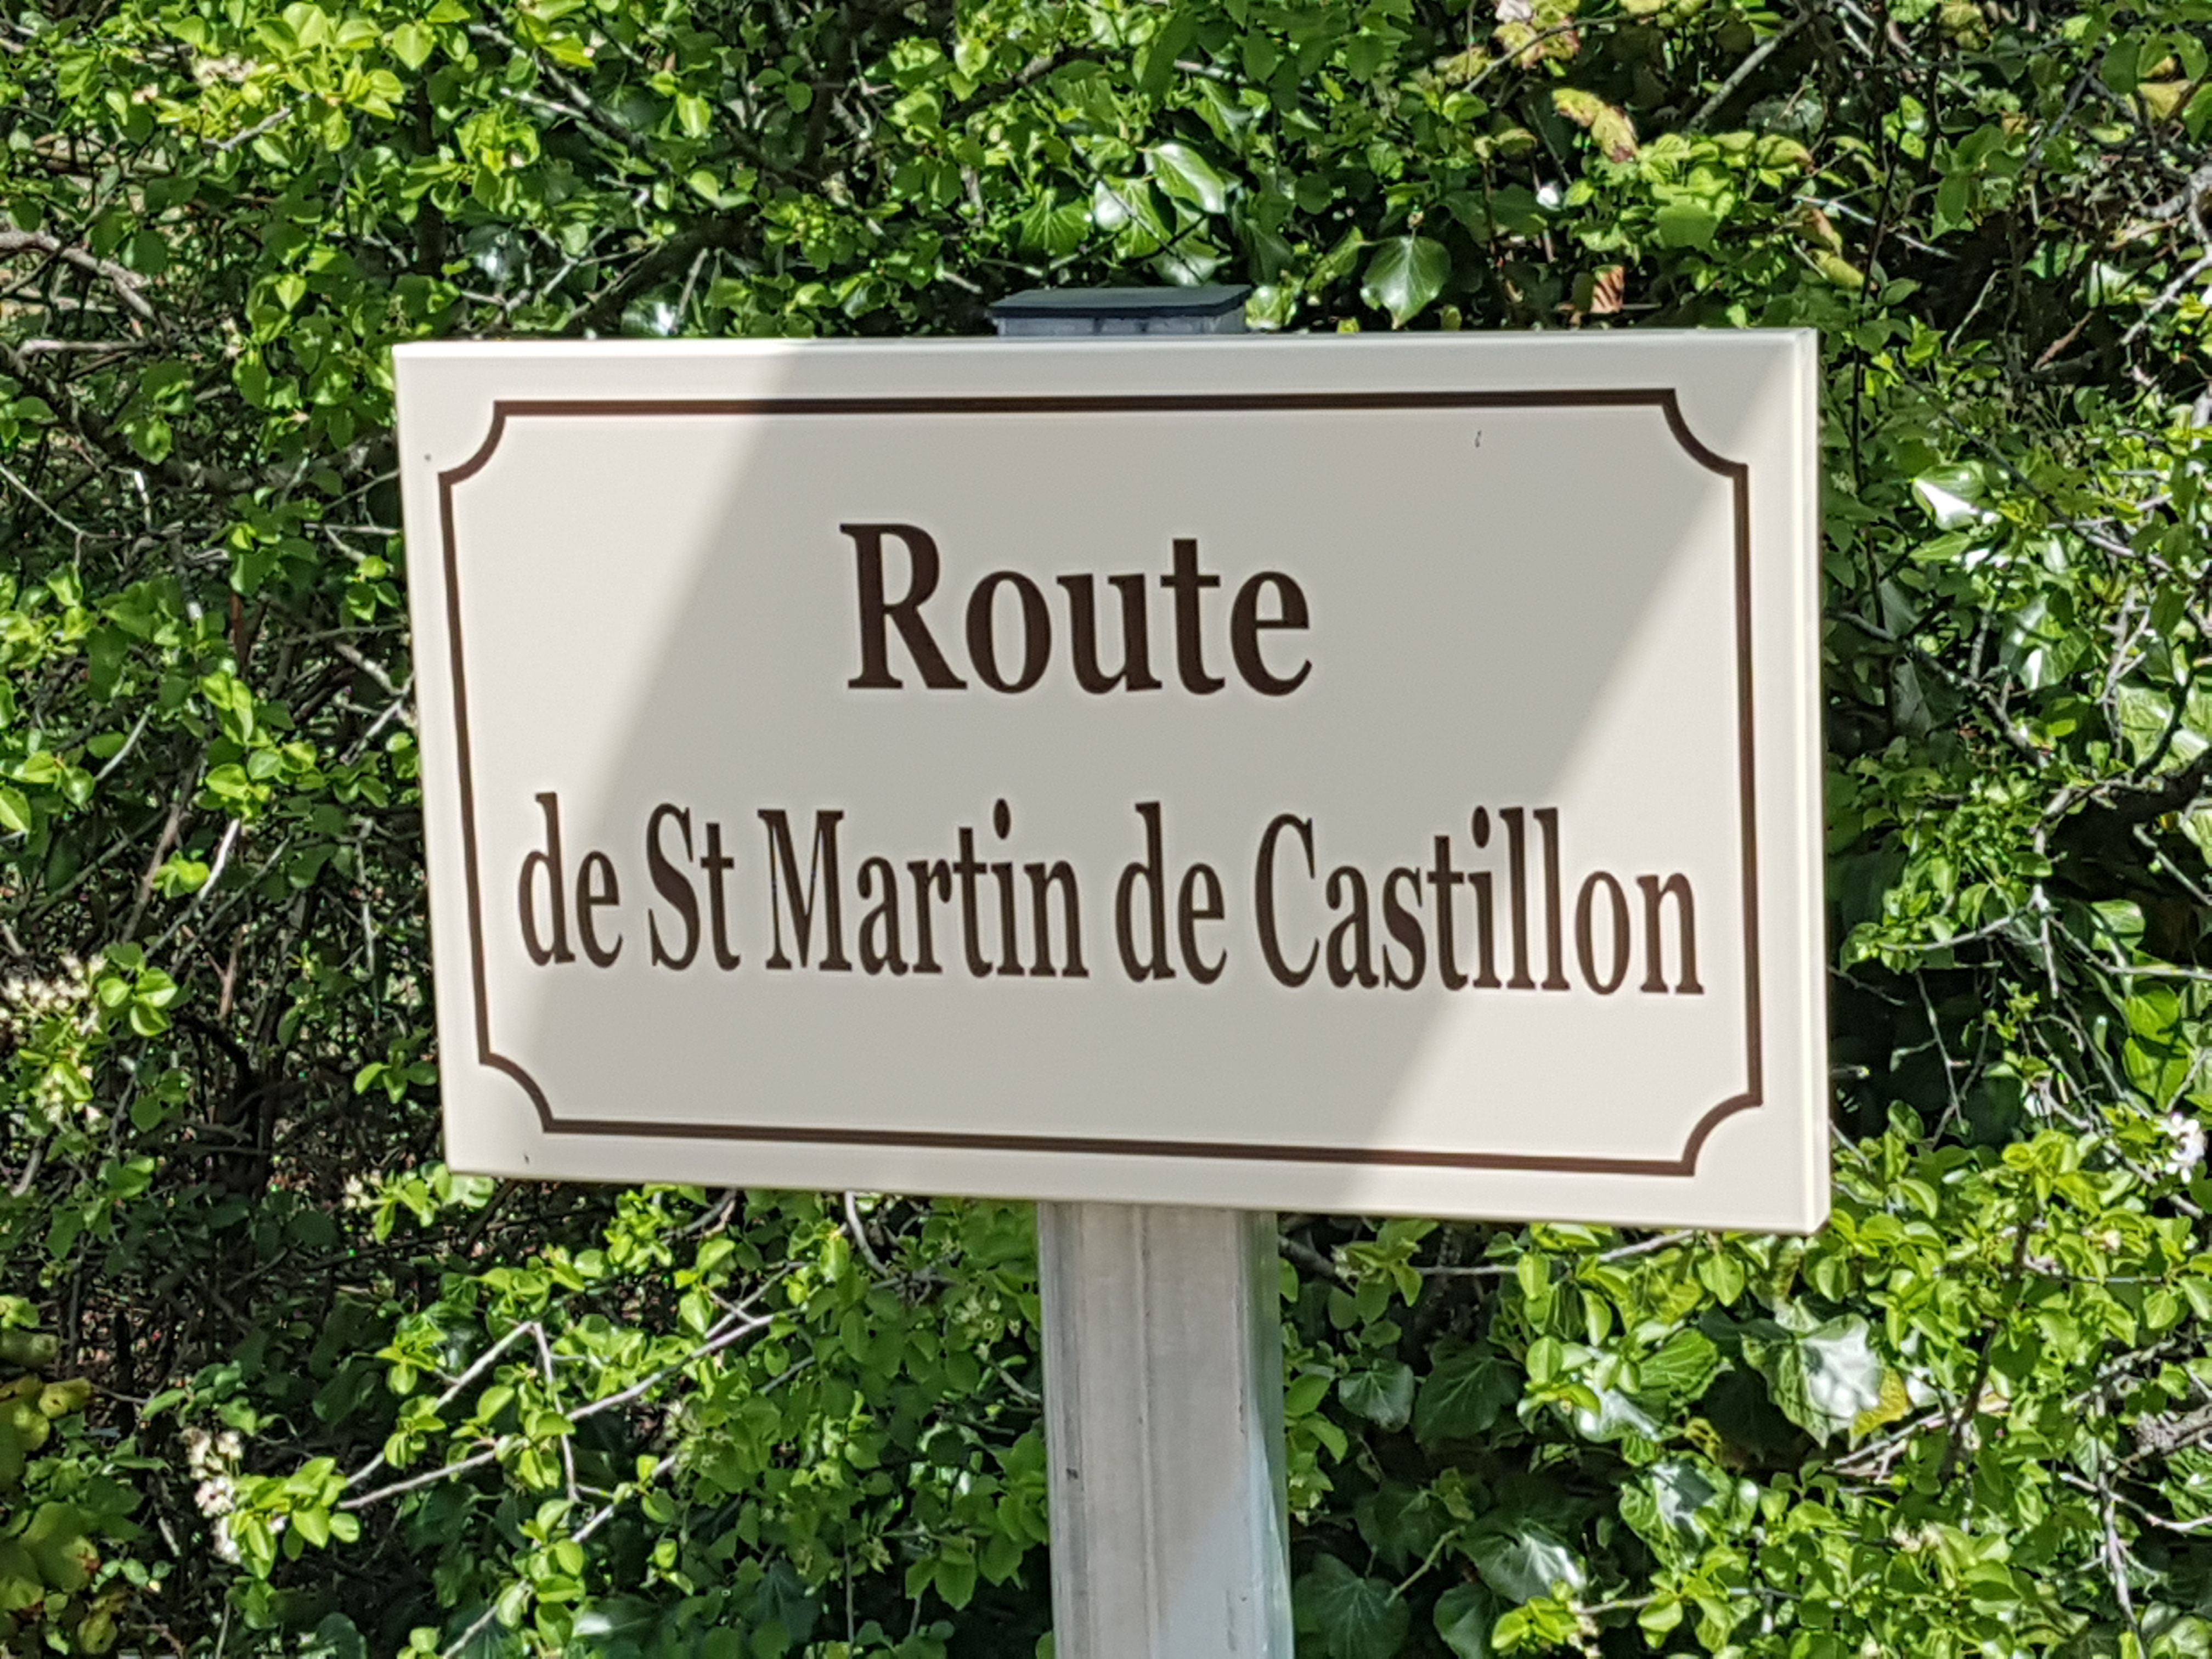 Route
de St Martin de Castillon